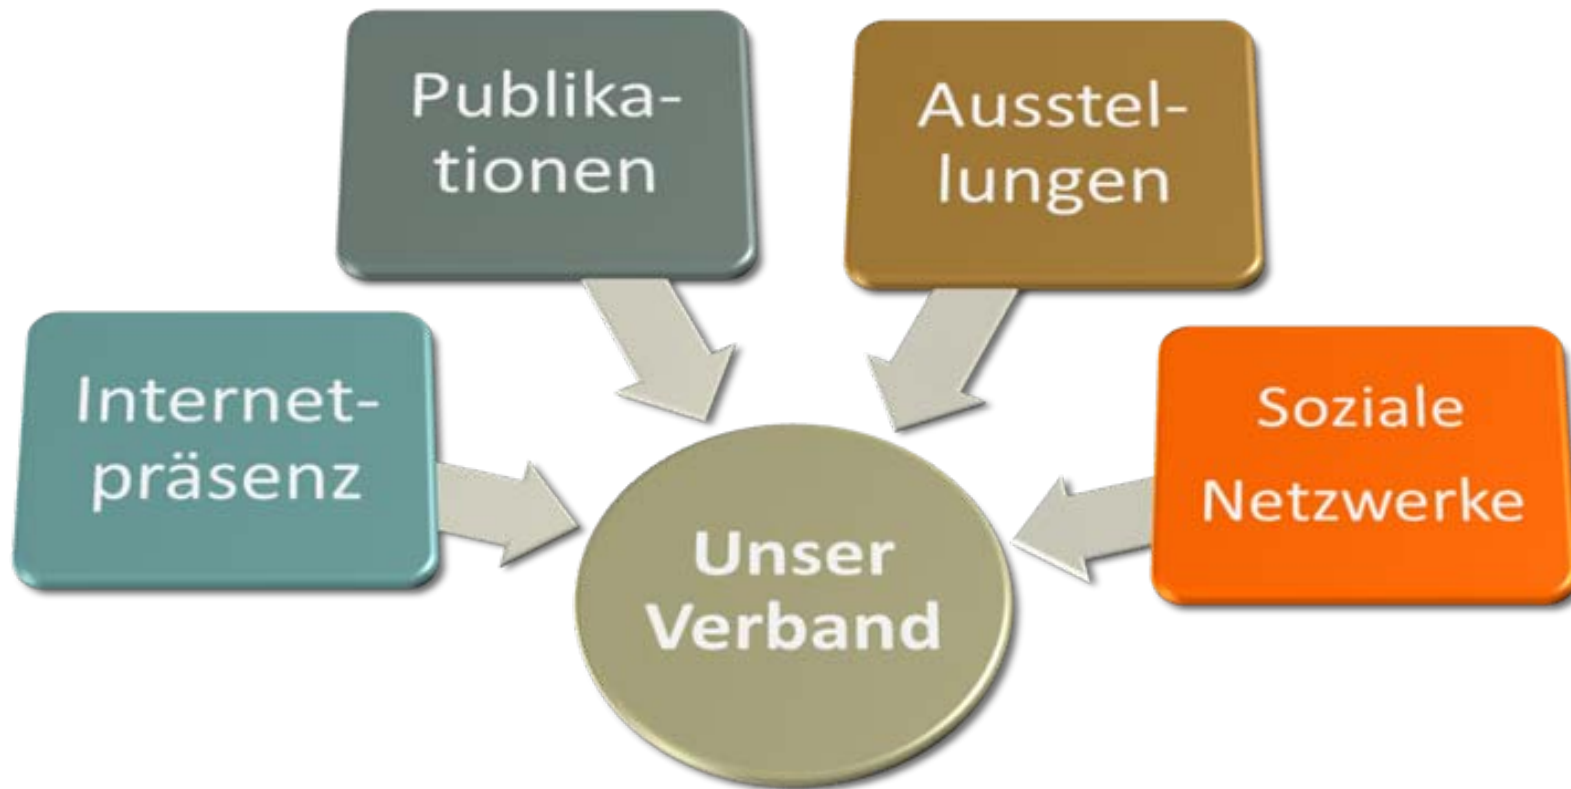 Publika-
tionen
Ausstel-
lungen
Internet-
präsenz
Soziale
Netzwerke
Unser
Verband